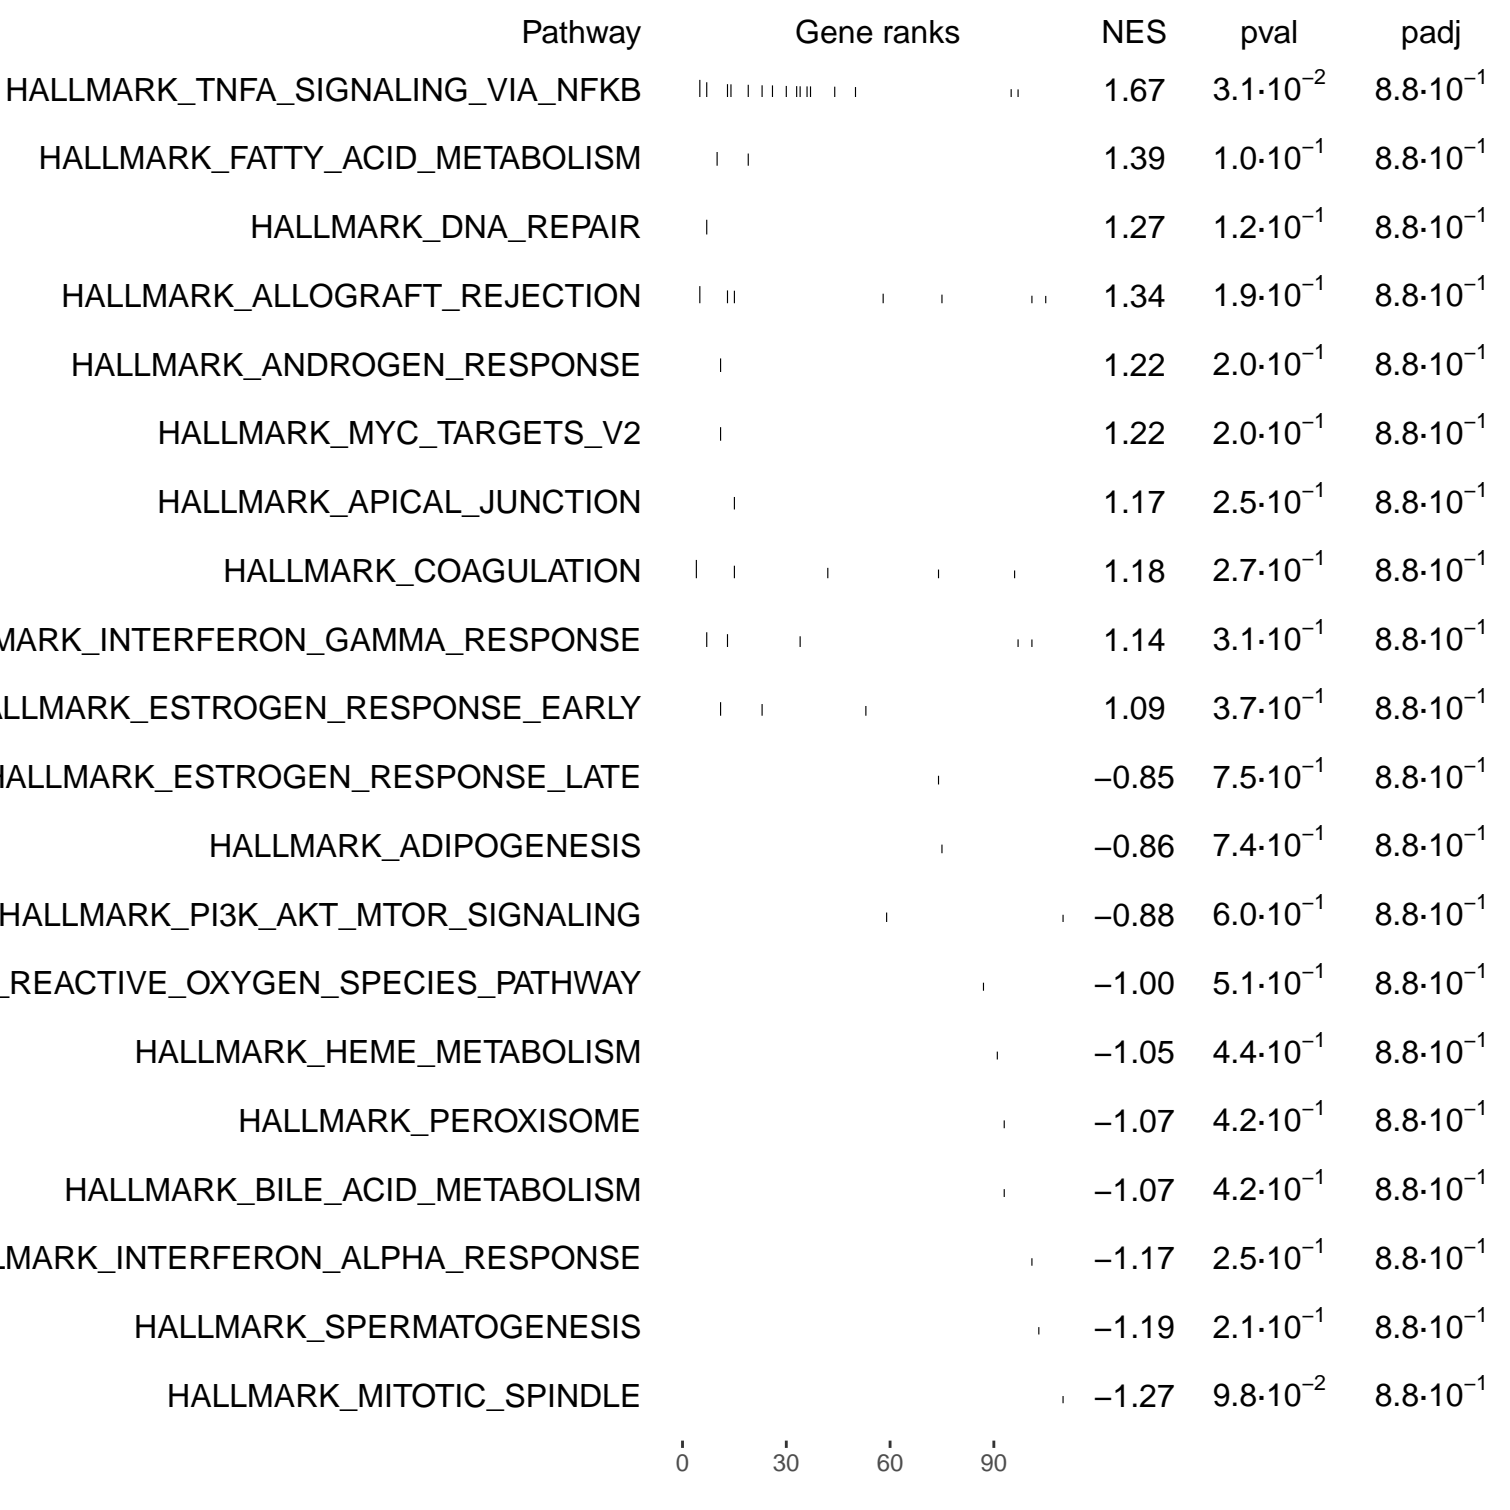 Pathway Gene ranks NES pval padj
HALLMARK_TNFA_SIGNALING_VIA_NFKB 1.67 3.1·10⁻² 8.8·10⁻¹
HALLMARK_FATTY_ACID_METABOLISM 1.39 1.0·10⁻¹ 8.8·10⁻¹
HALLMARK_DNA_REPAIR 1.27 1.2·10⁻¹ 8.8·10⁻¹
HALLMARK_ALLOGRAFT_REJECTION 1.34 1.9·10⁻¹ 8.8·10⁻¹
HALLMARK_ANDROGEN_RESPONSE 1.22 2.0·10⁻¹ 8.8·10⁻¹
HALLMARK_MYC_TARGETS_V2 1.22 2.0·10⁻¹ 8.8·10⁻¹
HALLMARK_APICAL_JUNCTION 1.17 2.5·10⁻¹ 8.8·10⁻¹
HALLMARK_COAGULATION 1.18 2.7·10⁻¹ 8.8·10⁻¹
MARK_INTERFERON_GAMMA_RESPONSE 1.14 3.1·10⁻¹ 8.8·10⁻¹
ALLMARK_ESTROGEN_RESPONSE_EARLY 1.09 3.7·10⁻¹ 8.8·10⁻¹
HALLMARK_ESTROGEN_RESPONSE_LATE −0.85 7.5·10⁻¹ 8.8·10⁻¹
HALLMARK_ADIPOGENESIS −0.86 7.4·10⁻¹ 8.8·10⁻¹
HALLMARK_PI3K_AKT_MTOR_SIGNALING −0.88 6.0·10⁻¹ 8.8·10⁻¹
_REACTIVE_OXYGEN_SPECIES_PATHWAY −1.00 5.1·10⁻¹ 8.8·10⁻¹
HALLMARK_HEME_METABOLISM −1.05 4.4·10⁻¹ 8.8·10⁻¹
HALLMARK_PEROXISOME −1.07 4.2·10⁻¹ 8.8·10⁻¹
HALLMARK_BILE_ACID_METABOLISM −1.07 4.2·10⁻¹ 8.8·10⁻¹
LMARK_INTERFERON_ALPHA_RESPONSE −1.17 2.5·10⁻¹ 8.8·10⁻¹
HALLMARK_SPERMATOGENESIS −1.19 2.1·10⁻¹ 8.8·10⁻¹
HALLMARK_MITOTIC_SPINDLE −1.27 9.8·10⁻² 8.8·10⁻¹
0 30 60 90